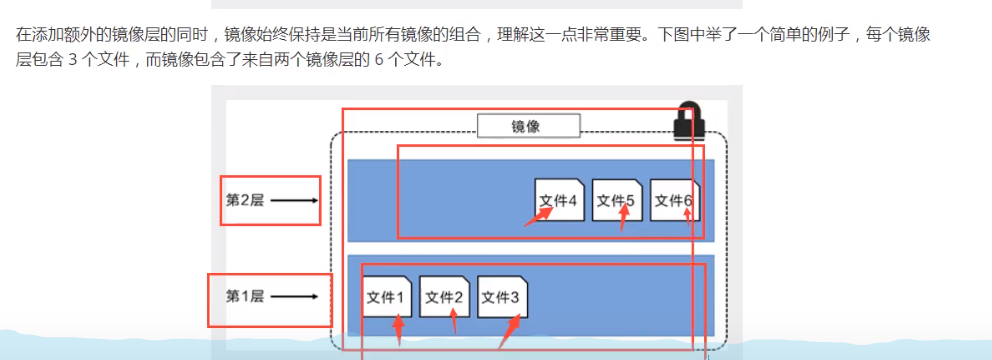 在添加额外的镜像层的同时，镜像始终保持是当前所有镜像的组合，理解这一点非常重要。下图中举了一个简单的例子，每个镜像
层包含 3 个文件，而镜像包含了来自两个镜像层的 6 个文件。
镜像
第2层
文件4 文件5 文件6
第1层
文件1 文件2 文件3